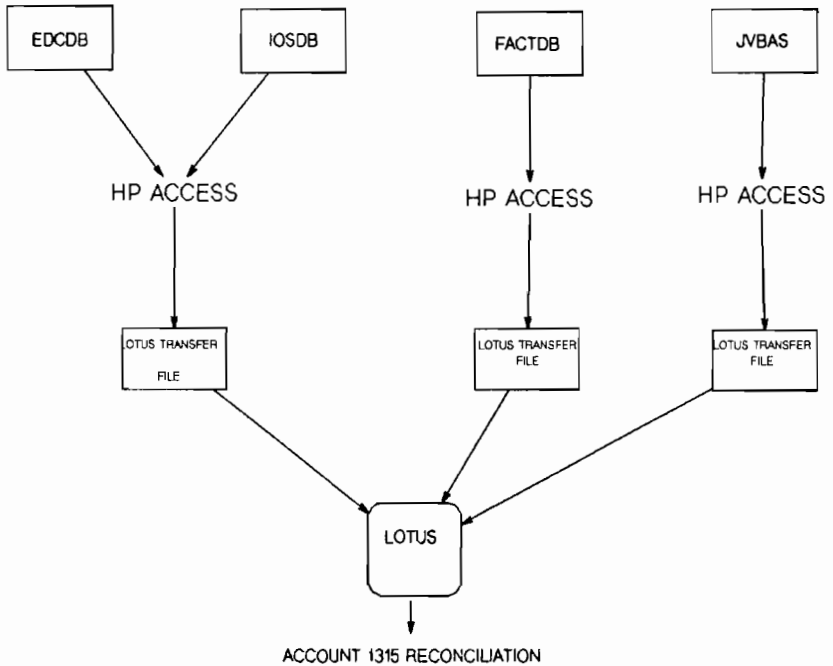 EDCDB
IOSDB
FACTDB
JVBAS
HP ACCESS
HP ACCESS
HP ACCESS
LOTUS TRANSFER
FILE
LOTUS TRANSFER
FILE
LOTUS TRANSFER
FILE
LOTUS
ACCOUNT 1315 RECONCILIATION